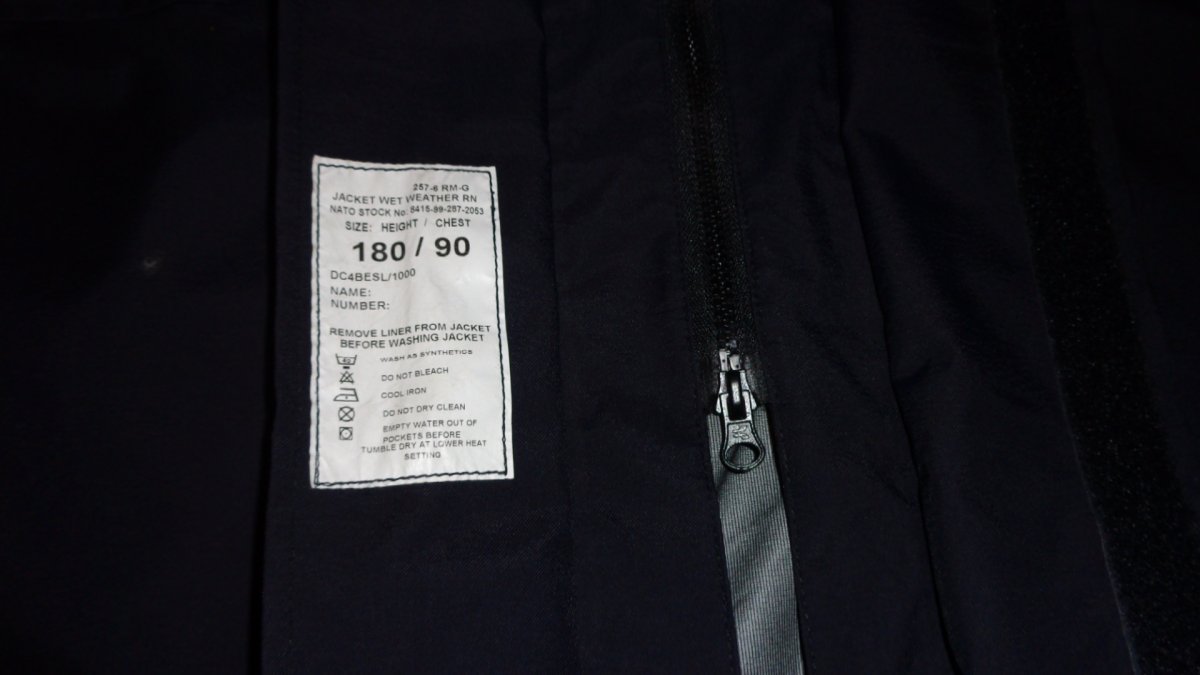 257-6 RM-G
JACKET WET WEATHER RN
NATO STOCK No: 8415-99-287-2053
SIZE: HEIGHT / CHEST
180 / 90
DC4BESL/1000
NAME:
NUMBER:
REMOVE LINER FROM JACKET
BEFORE WASHING JACKET
WASH AS SYNTHETICS
DO NOT BLEACH
COOL IRON
DO NOT DRY CLEAN
EMPTY WATER OUT OF
POCKETS BEFORE
TUMBLE DRY AT LOWER HEAT
SETTING